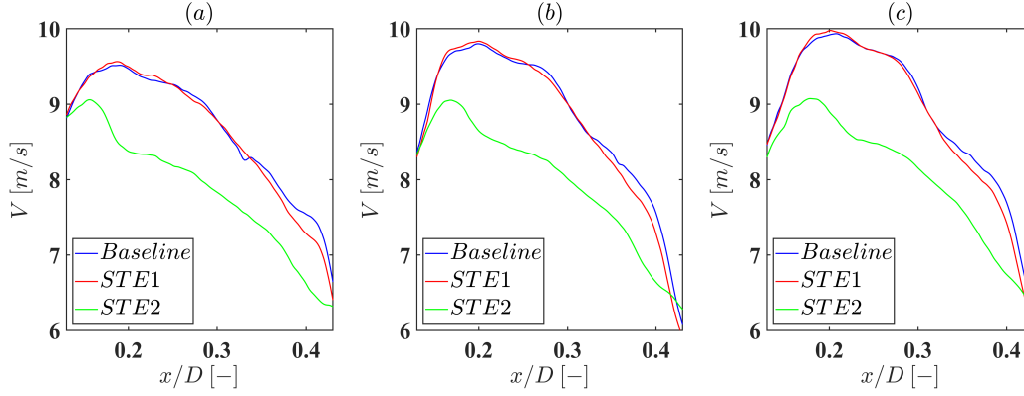 (a)
10
9
8
7
6
V [m/s]
Baseline
STE1
STE2
0.2 0.3 0.4
x/D [−]
(b)
10
9
8
7
6
V [m/s]
Baseline
STE1
STE2
0.2 0.3 0.4
x/D [−]
(c)
10
9
8
7
6
V [m/s]
Baseline
STE1
STE2
0.2 0.3 0.4
x/D [−]